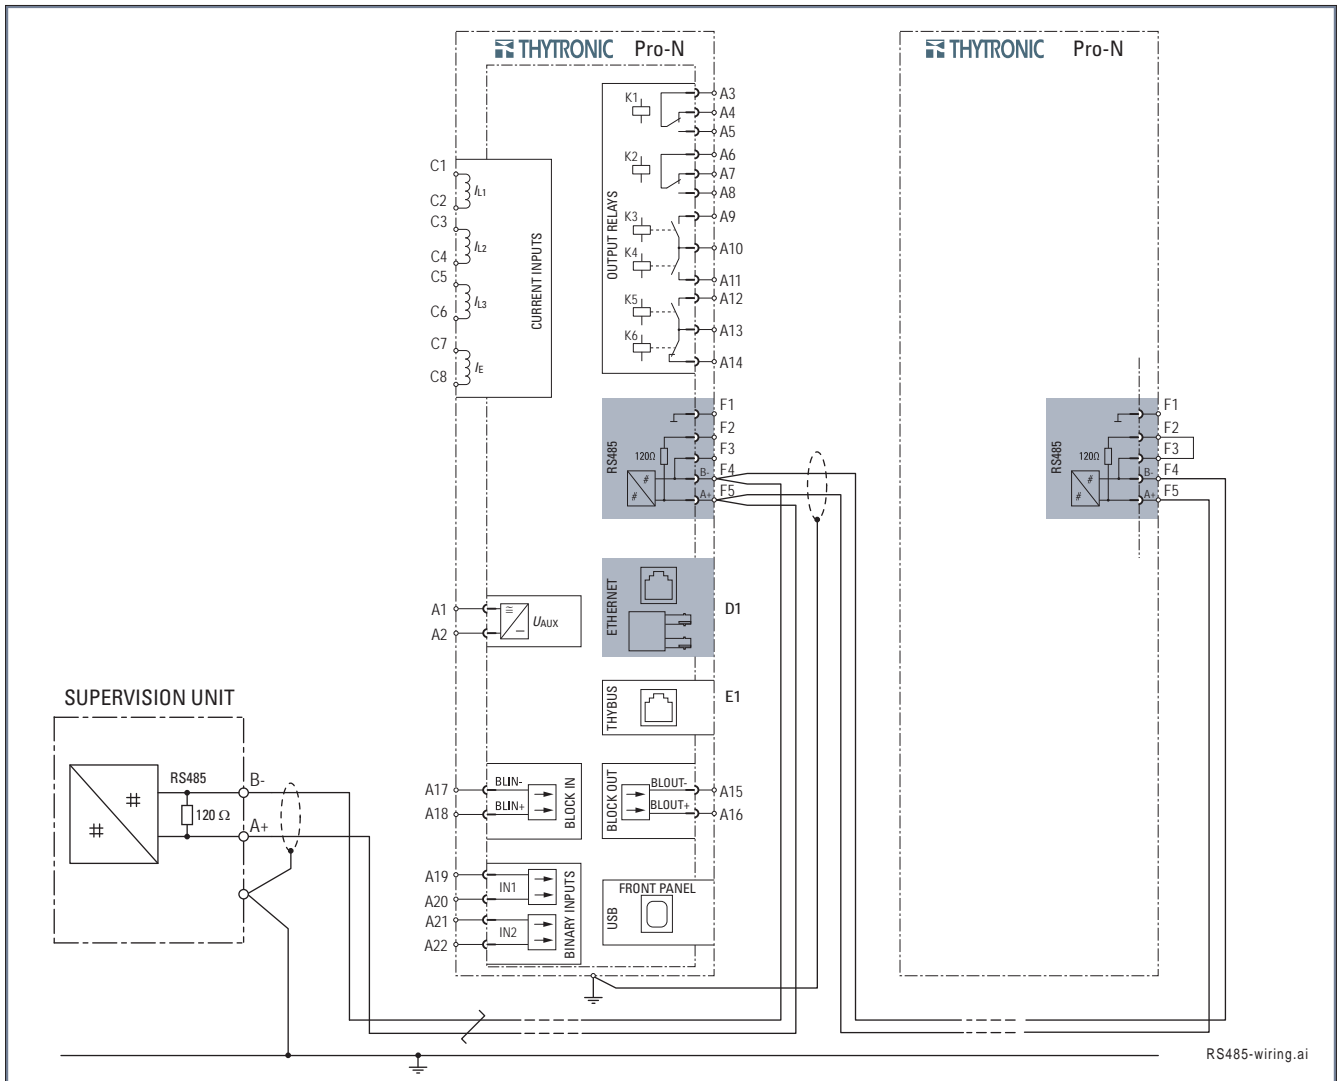 THYTRONIC Pro-N
THYTRONIC Pro-N
C1
C2
C3
C4
C5
C6
C7
C8
IL1
IL2
IL3
IE
CURRENT INPUTS
OUTPUT RELAYS
K1
K2
K3
K4
K5
K6
A3
A4
A5
A6
A7
A8
A9
A10
A11
A12
A13
A14
RS485
120Ω
#
#
B-
A+
F1
F2
F3
F4
F5
RS485
120Ω
#
#
B-
A+
F1
F2
F3
F4
F5
A1
A2
≅
UAUX
ETHERNET
D1
THYBUS
E1
SUPERVISION UNIT
RS485
#
#
120 Ω
B-
A+
A17
A18
BLIN-
BLIN+
BLOCK IN
BLOCK OUT
BLOUT-
BLOUT+
A15
A16
A19
A20
A21
A22
IN1
IN2
BINARY INPUTS
FRONT PANEL
USB
RS485-wiring.ai